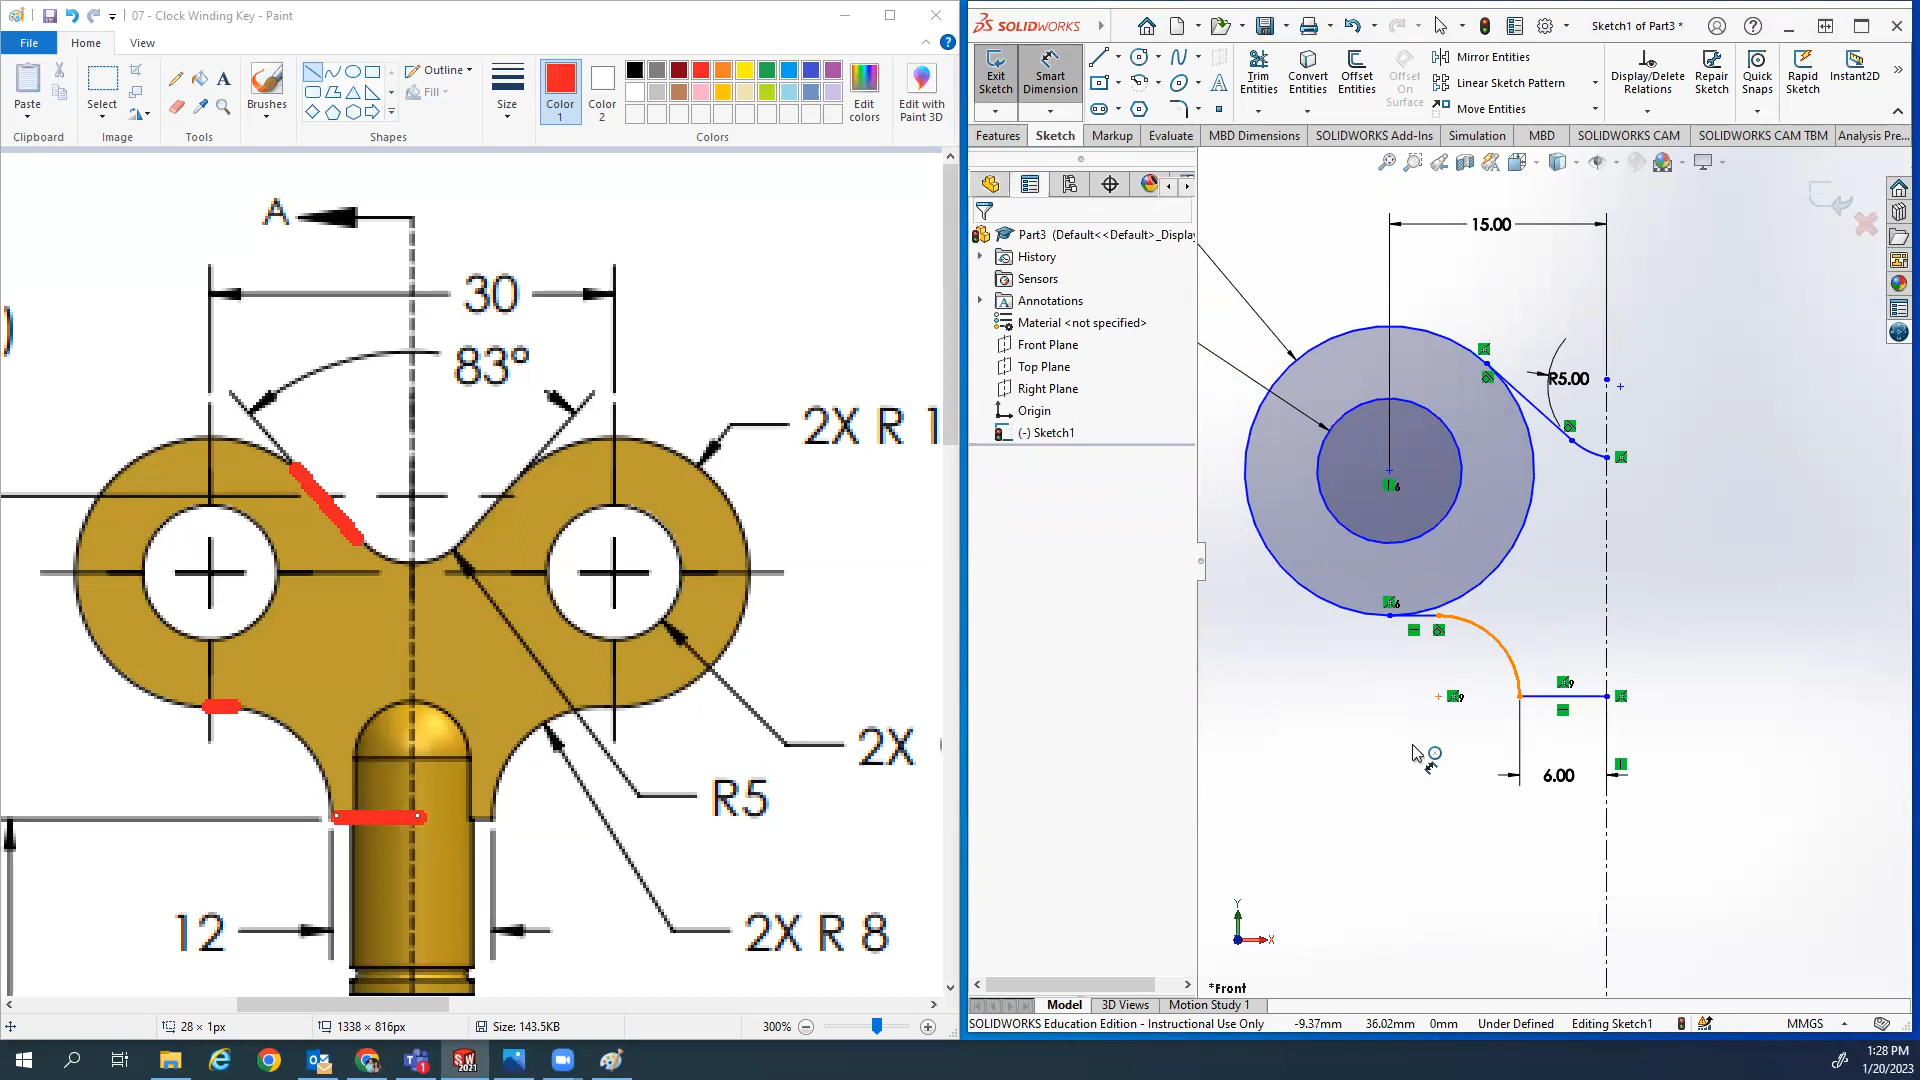 07 - Clock Winding Key - Paint
File
Home
View
Paste
Select
Brushes
A
Outline
Fill
Size
Color
1
Color
2
Edit
colors
Edit with
Paint 3D
Clipboard
Image
Tools
Shapes
Colors
A
30
83°
2X R 1
)
2X
R5
12
2X R 8
28 × 1px
1338 × 816px
Size: 143.5KB
300%
SOLIDWORKS
Sketch1 of Part3 *
Exit
Sketch
Smart
Dimension
Trim
Entities
Convert
Entities
Offset
Entities
Offset
On
Surface
Mirror Entities
Linear Sketch Pattern
Move Entities
Display/Delete
Relations
Repair
Sketch
Quick
Snaps
Rapid
Sketch
Instant2D
Features
Sketch
Markup
Evaluate
MBD Dimensions
SOLIDWORKS Add-Ins
Simulation
MBD
SOLIDWORKS CAM
SOLIDWORKS CAM TBM
Analysis Pre...
Part3 (Default<<Default>_Display
History
Sensors
Annotations
Material <not specified>
Front Plane
Top Plane
Right Plane
Origin
(-) Sketch1
15.00
R5.00
6
6
9
9
6.00
Y
X
*Front
Model
3D Views
Motion Study 1
SOLIDWORKS Education Edition - Instructional Use Only
-9.37mm
36.02mm
0mm
Under Defined
Editing Sketch1
MMGS
1:28 PM
1/20/2023